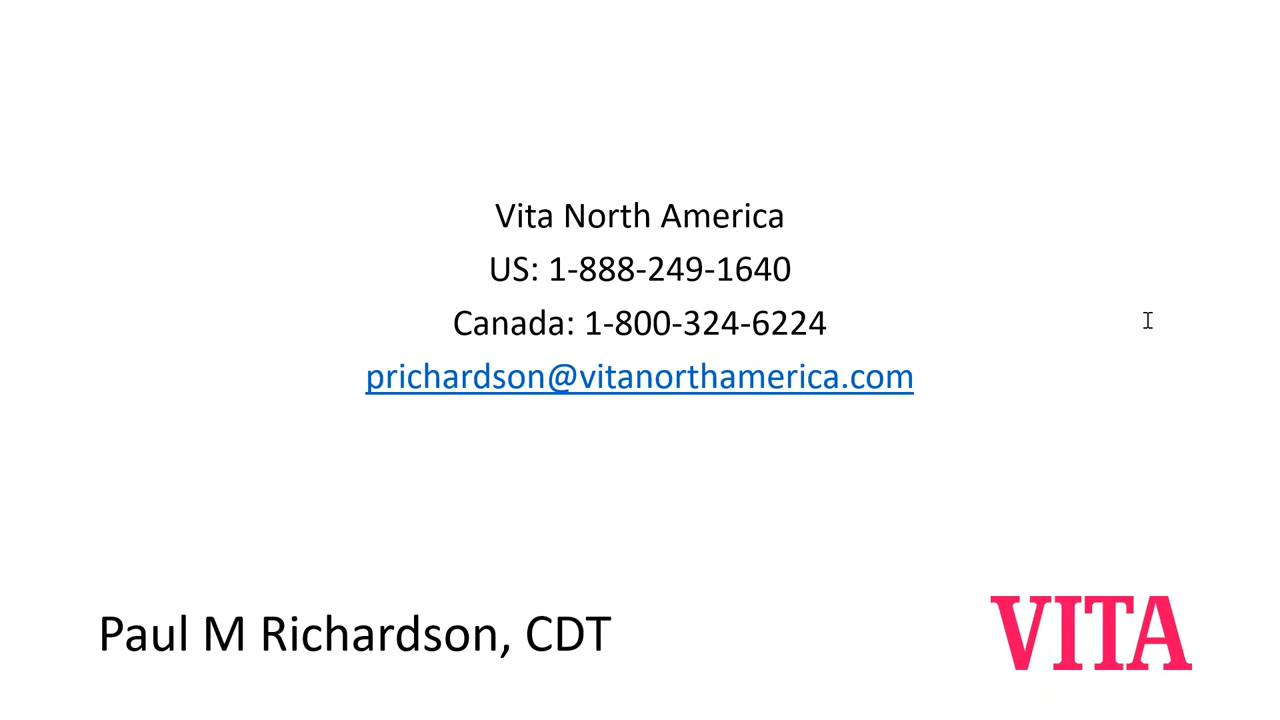 Vita North America
US: 1-888-249-1640
Canada: 1-800-324-6224
prichardson@vitanorthamerica.com
Paul M Richardson, CDT
VITA